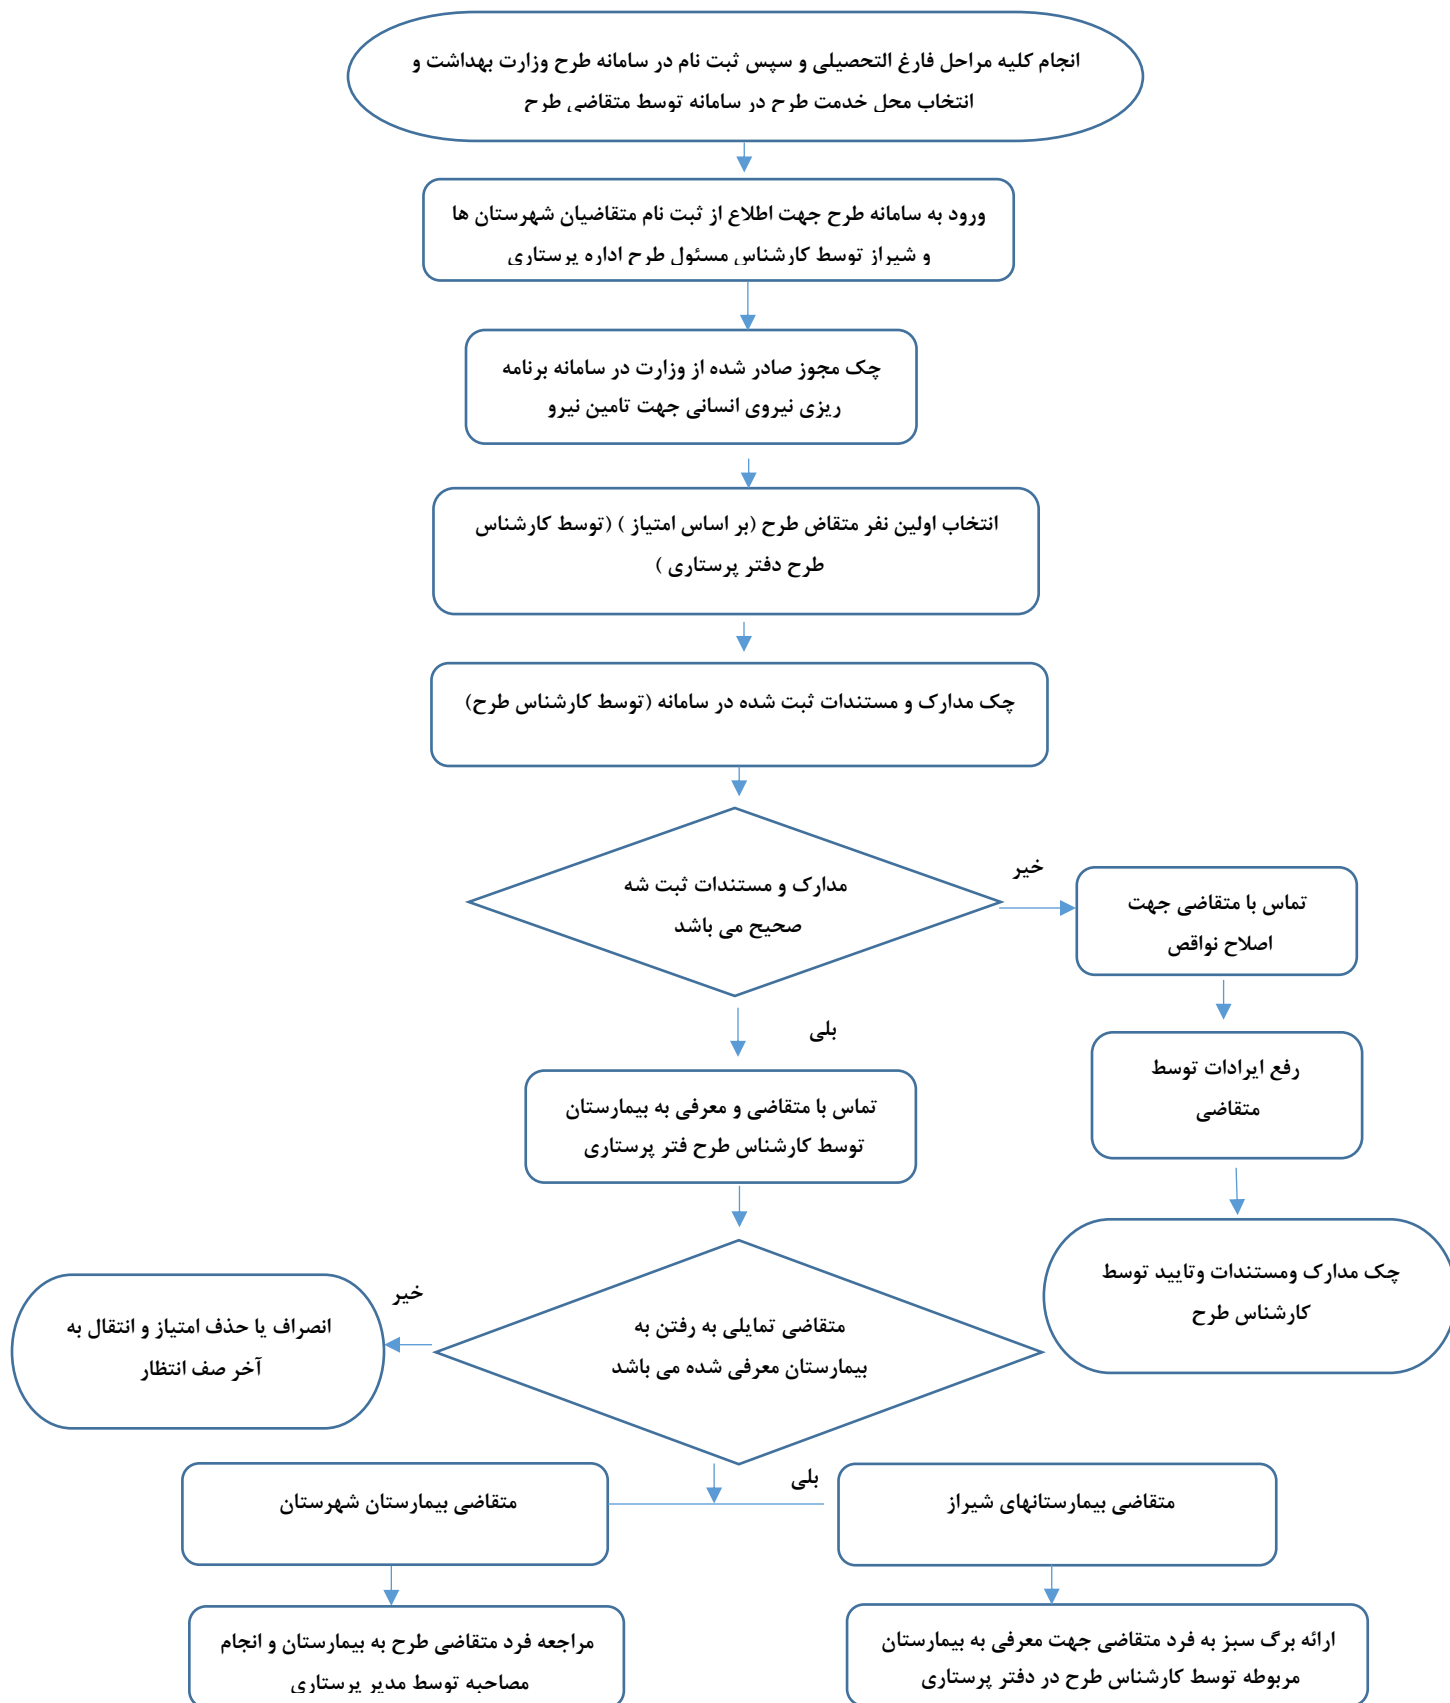 انجام کلیه مراحل فارغ التحصیلی و سپس ثبت نام در سامانه طرح وزارت بهداشت و
انتخاب محل خدمت طرح در سامانه توسط متقاضی طرح
ورود به سامانه طرح جهت اطلاع از ثبت نام متقاضیان شهرستان ها
و شیراز توسط کارشناس مسئول طرح اداره پرستاری
چک مجوز صادر شده از وزارت در سامانه برنامه
ریزی نیروی انسانی جهت تامین نیرو
انتخاب اولین نفر متقاض طرح (بر اساس امتیاز ) (توسط کارشناس
طرح دفتر پرستاری )
چک مدارک و مستندات ثبت شده در سامانه (توسط کارشناس طرح)
مدارک و مستندات ثبت شه
صحیح می باشد
خیر
تماس با متقاضی جهت
اصلاح نواقص
رفع ایرادات توسط
متقاضی
چک مدارک ومستندات وتایید توسط
کارشناس طرح
بلی
تماس با متقاضی و معرفی به بیمارستان
توسط کارشناس طرح فتر پرستاری
متقاضی تمایلی به رفتن به
بیمارستان معرفی شده می باشد
خیر
انصراف یا حذف امتیاز و انتقال به
آخر صف انتظار
بلی
متقاضی بیمارستانهای شیراز
متقاضی بیمارستان شهرستان
ارائه برگ سبز به فرد متقاضی جهت معرفی به بیمارستان
مربوطه توسط کارشناس طرح در دفتر پرستاری
مراجعه فرد متقاضی طرح به بیمارستان و انجام
مصاحبه توسط مدیر پرستاری